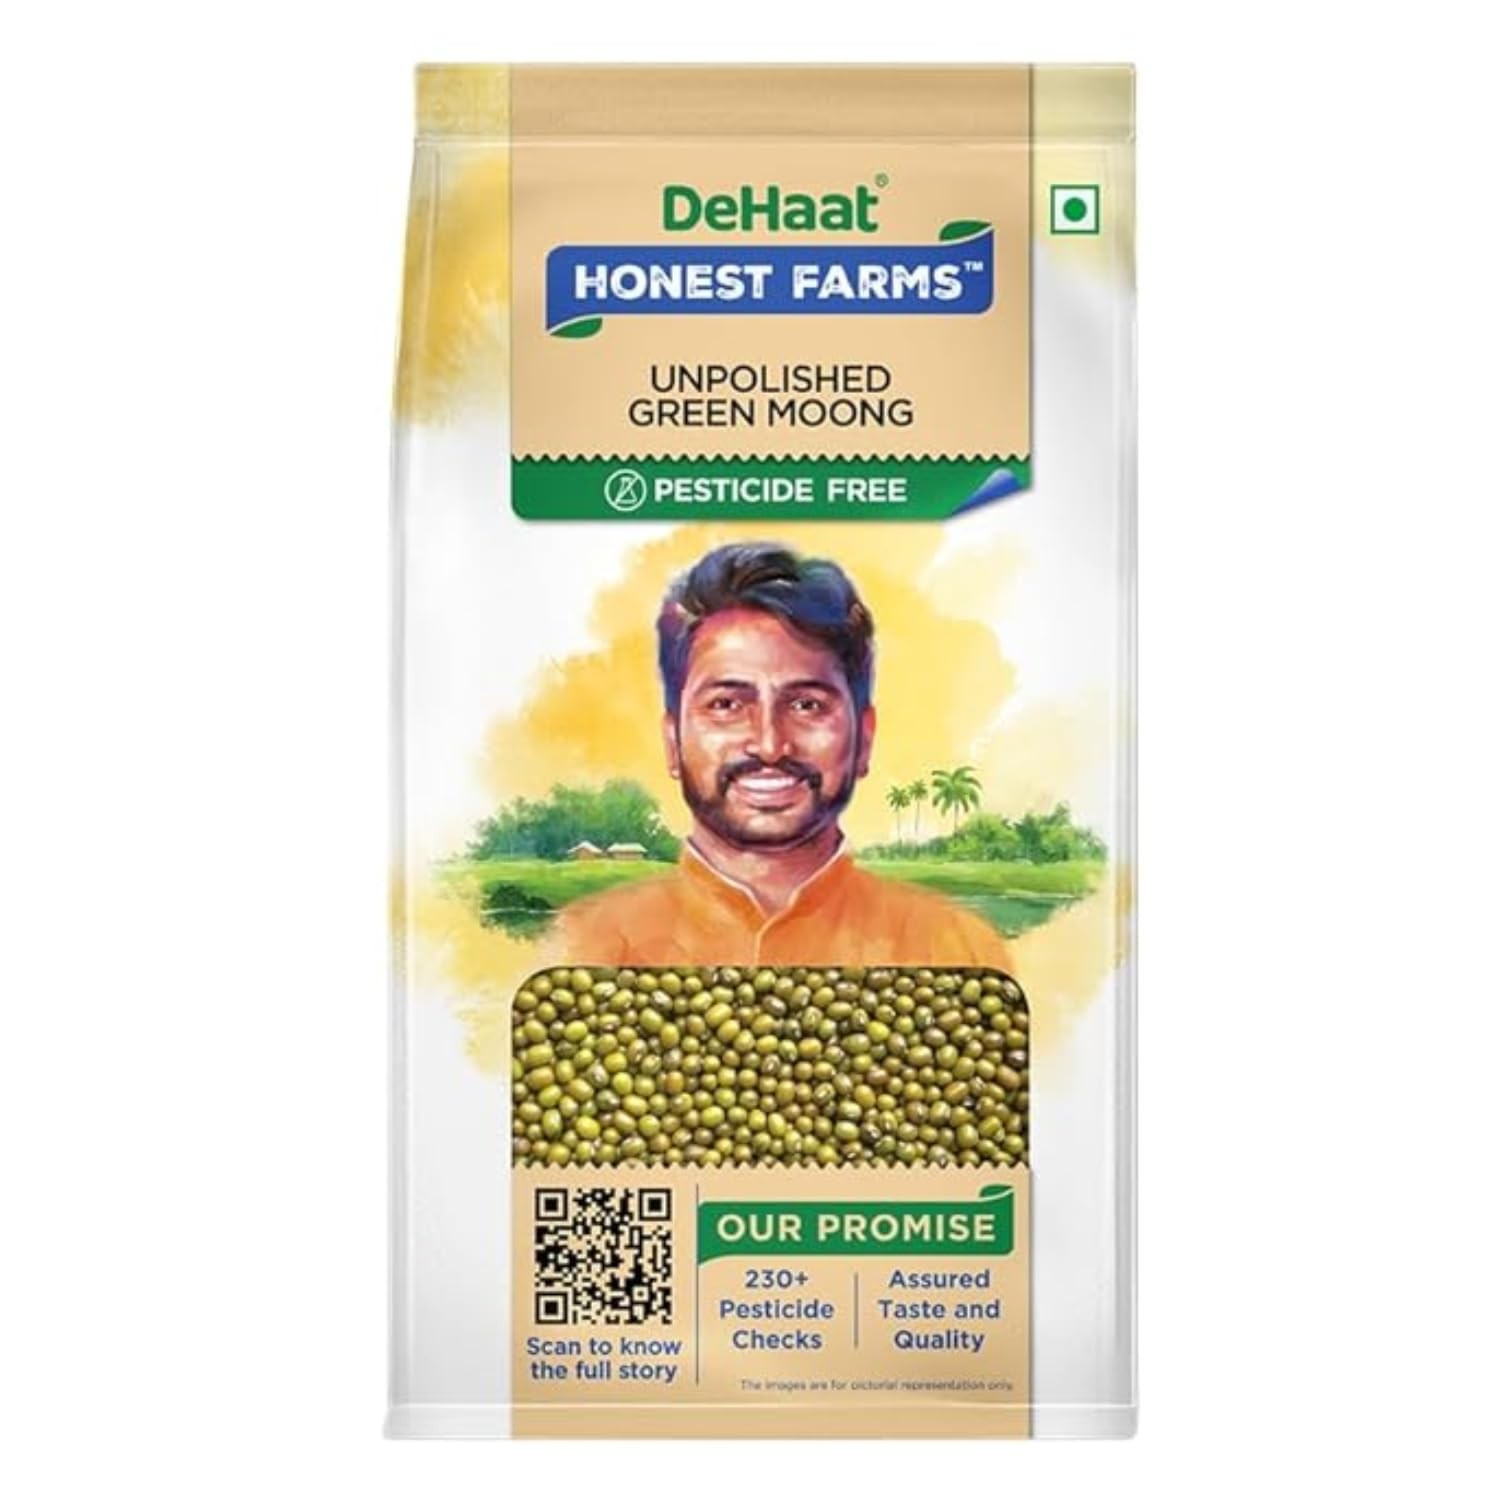 DeHaat®
HONEST FARMS™
UNPOLISHED
GREEN MOONG
PESTICIDE FREE
OUR PROMISE
230+
Pesticide
Checks
Assured
Taste and
Quality
Scan to know
the full story
The images are for pictorial representation only.